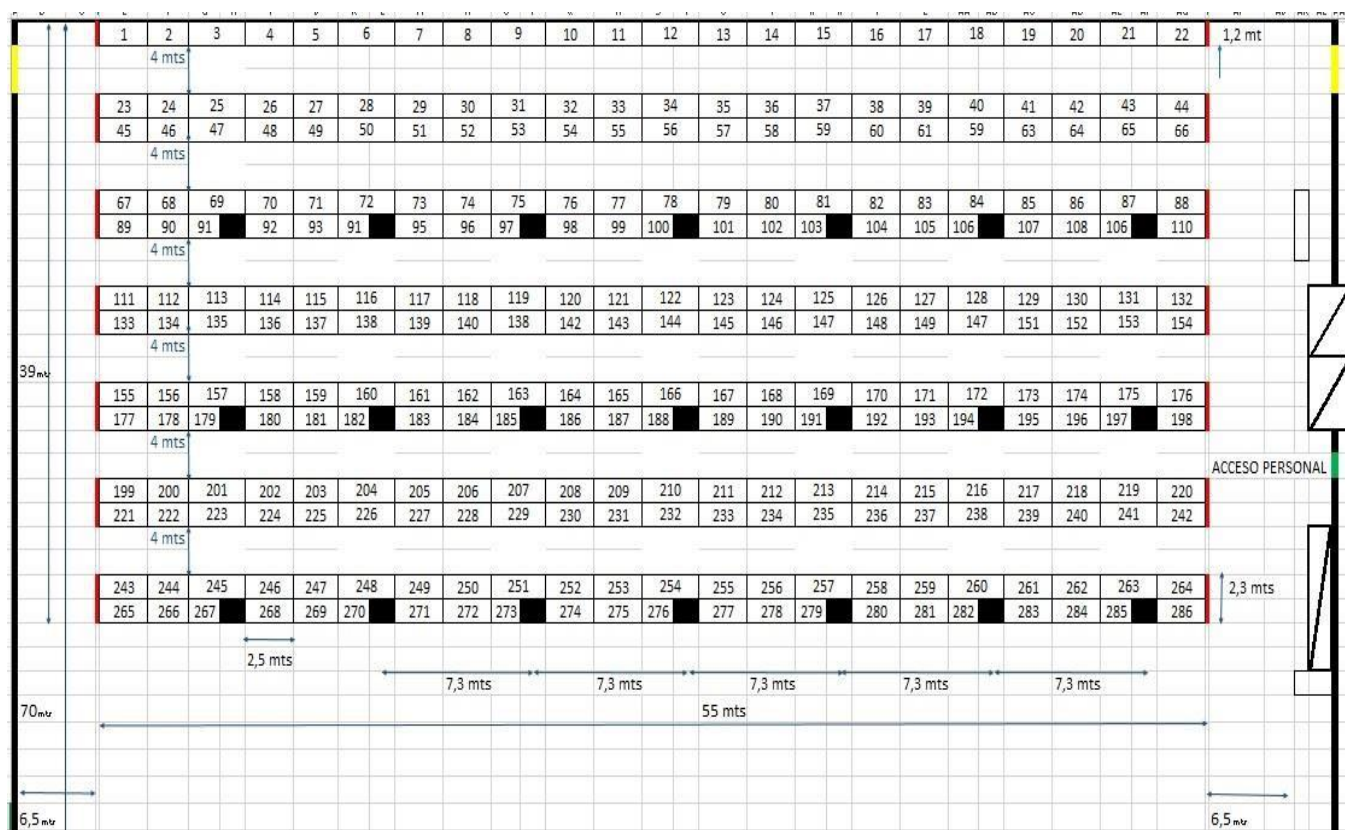 1 2 3 4 5 6 7 8 9 10 11 12 13 14 15 16 17 18 19 20 21 22 1,2 mt
4 mts
23 24 25 26 27 28 29 30 31 32 33 34 35 36 37 38 39 40 41 42 43 44
45 46 47 48 49 50 51 52 53 54 55 56 57 58 59 60 61 59 63 64 65 66
4 mts
67 68 69 70 71 72 73 74 75 76 77 78 79 80 81 82 83 84 85 86 87 88
89 90 91 92 93 91 95 96 97 98 99 100 101 102 103 104 105 106 107 108 106 110
4 mts
111 112 113 114 115 116 117 118 119 120 121 122 123 124 125 126 127 128 129 130 131 132
133 134 135 136 137 138 139 140 138 142 143 144 145 146 147 148 149 147 151 152 153 154
4 mts
39 mtr
155 156 157 158 159 160 161 162 163 164 165 166 167 168 169 170 171 172 173 174 175 176
177 178 179 180 181 182 183 184 185 186 187 188 189 190 191 192 193 194 195 196 197 198
4 mts
ACCESO PERSONAL
199 200 201 202 203 204 205 206 207 208 209 210 211 212 213 214 215 216 217 218 219 220
221 222 223 224 225 226 227 228 229 230 231 232 233 234 235 236 237 238 239 240 241 242
4 mts
243 244 245 246 247 248 249 250 251 252 253 254 255 256 257 258 259 260 261 262 263 264 2,3 mts
265 266 267 268 269 270 271 272 273 274 275 276 277 278 279 280 281 282 283 284 285 286
2,5 mts
7,3 mts 7,3 mts 7,3 mts 7,3 mts 7,3 mts
70 mtr 55 mts
6,5 mtr 6,5 mtr